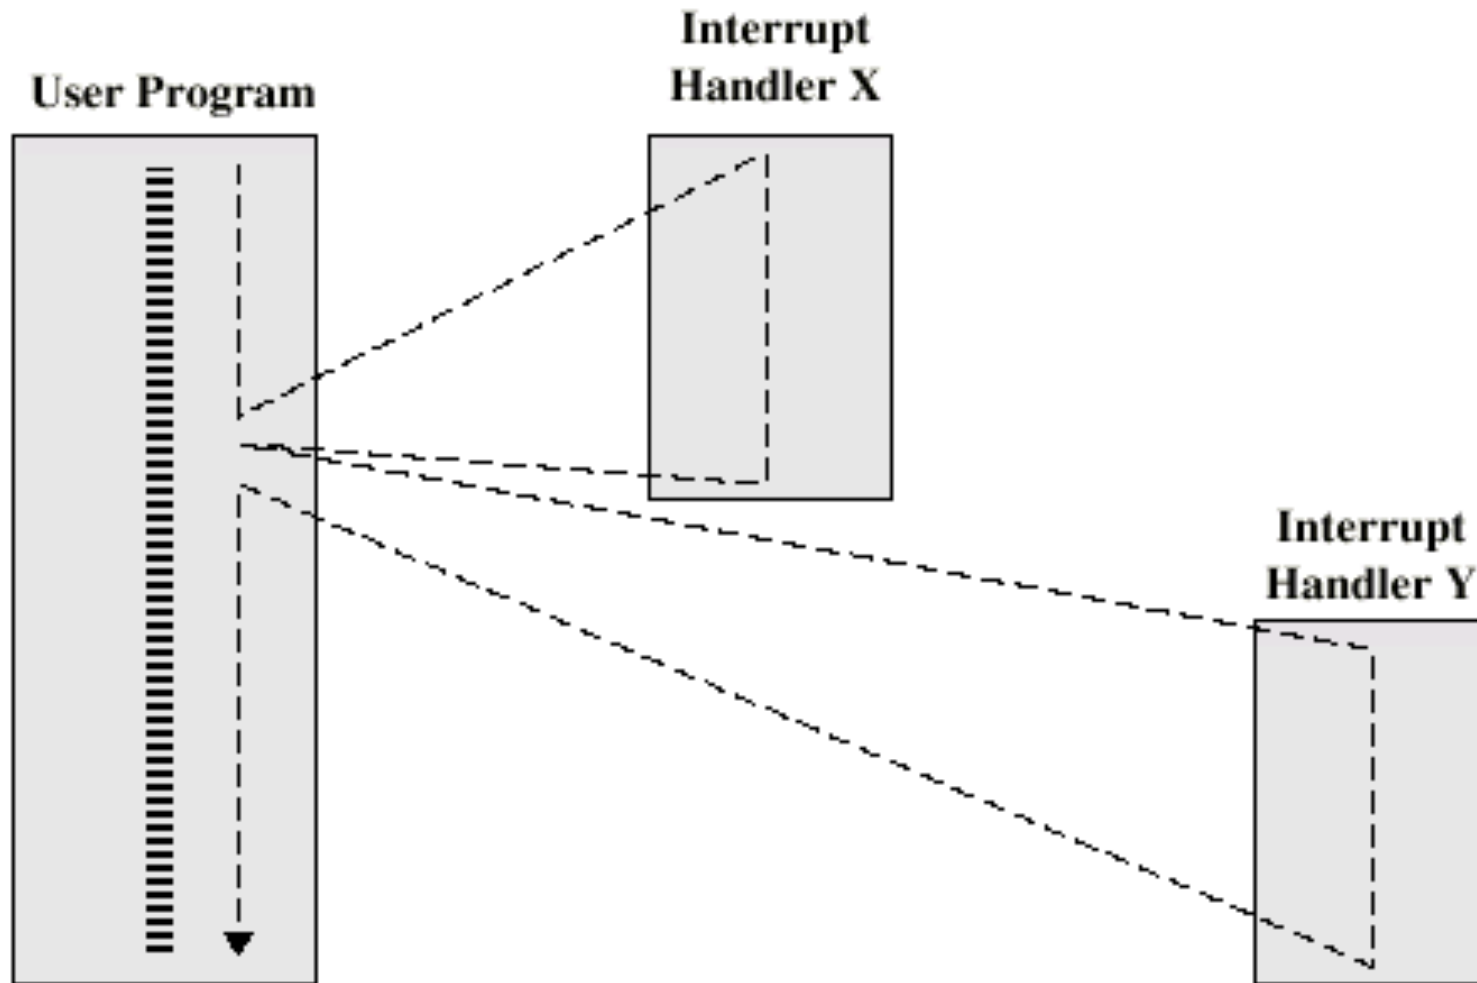 User Program
Interrupt
Handler X
Interrupt
Handler Y